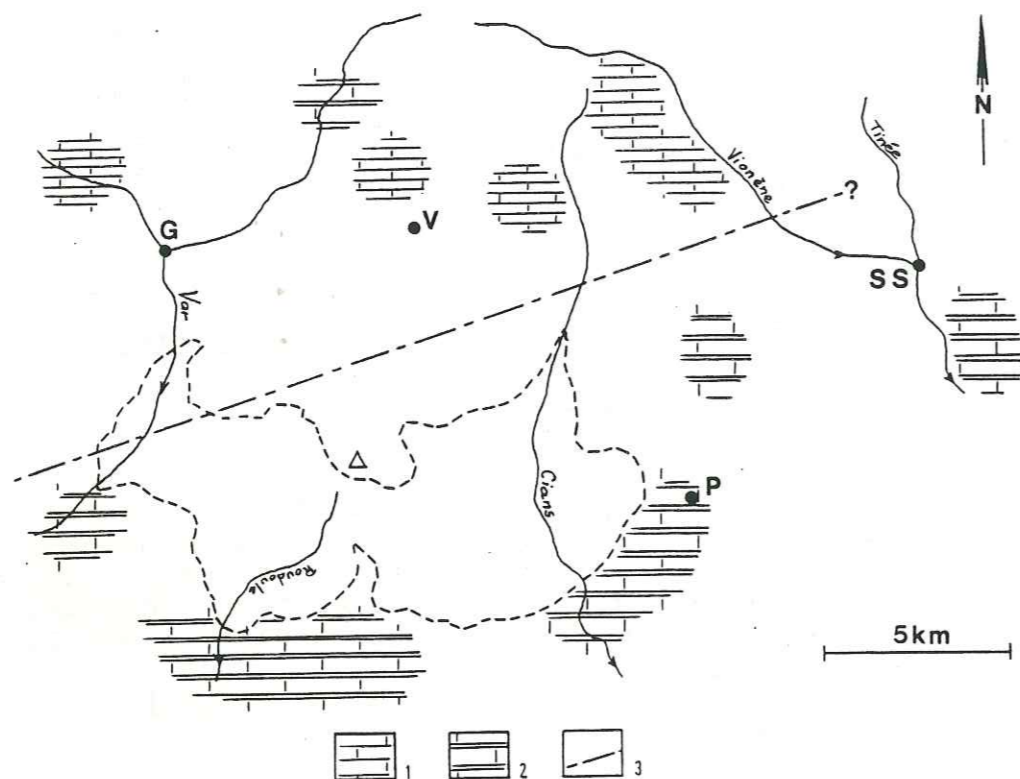 N
Tinée
Vionène
?
G
V
SS
Var
Cians
P
Roudoule
5km
1 2 3